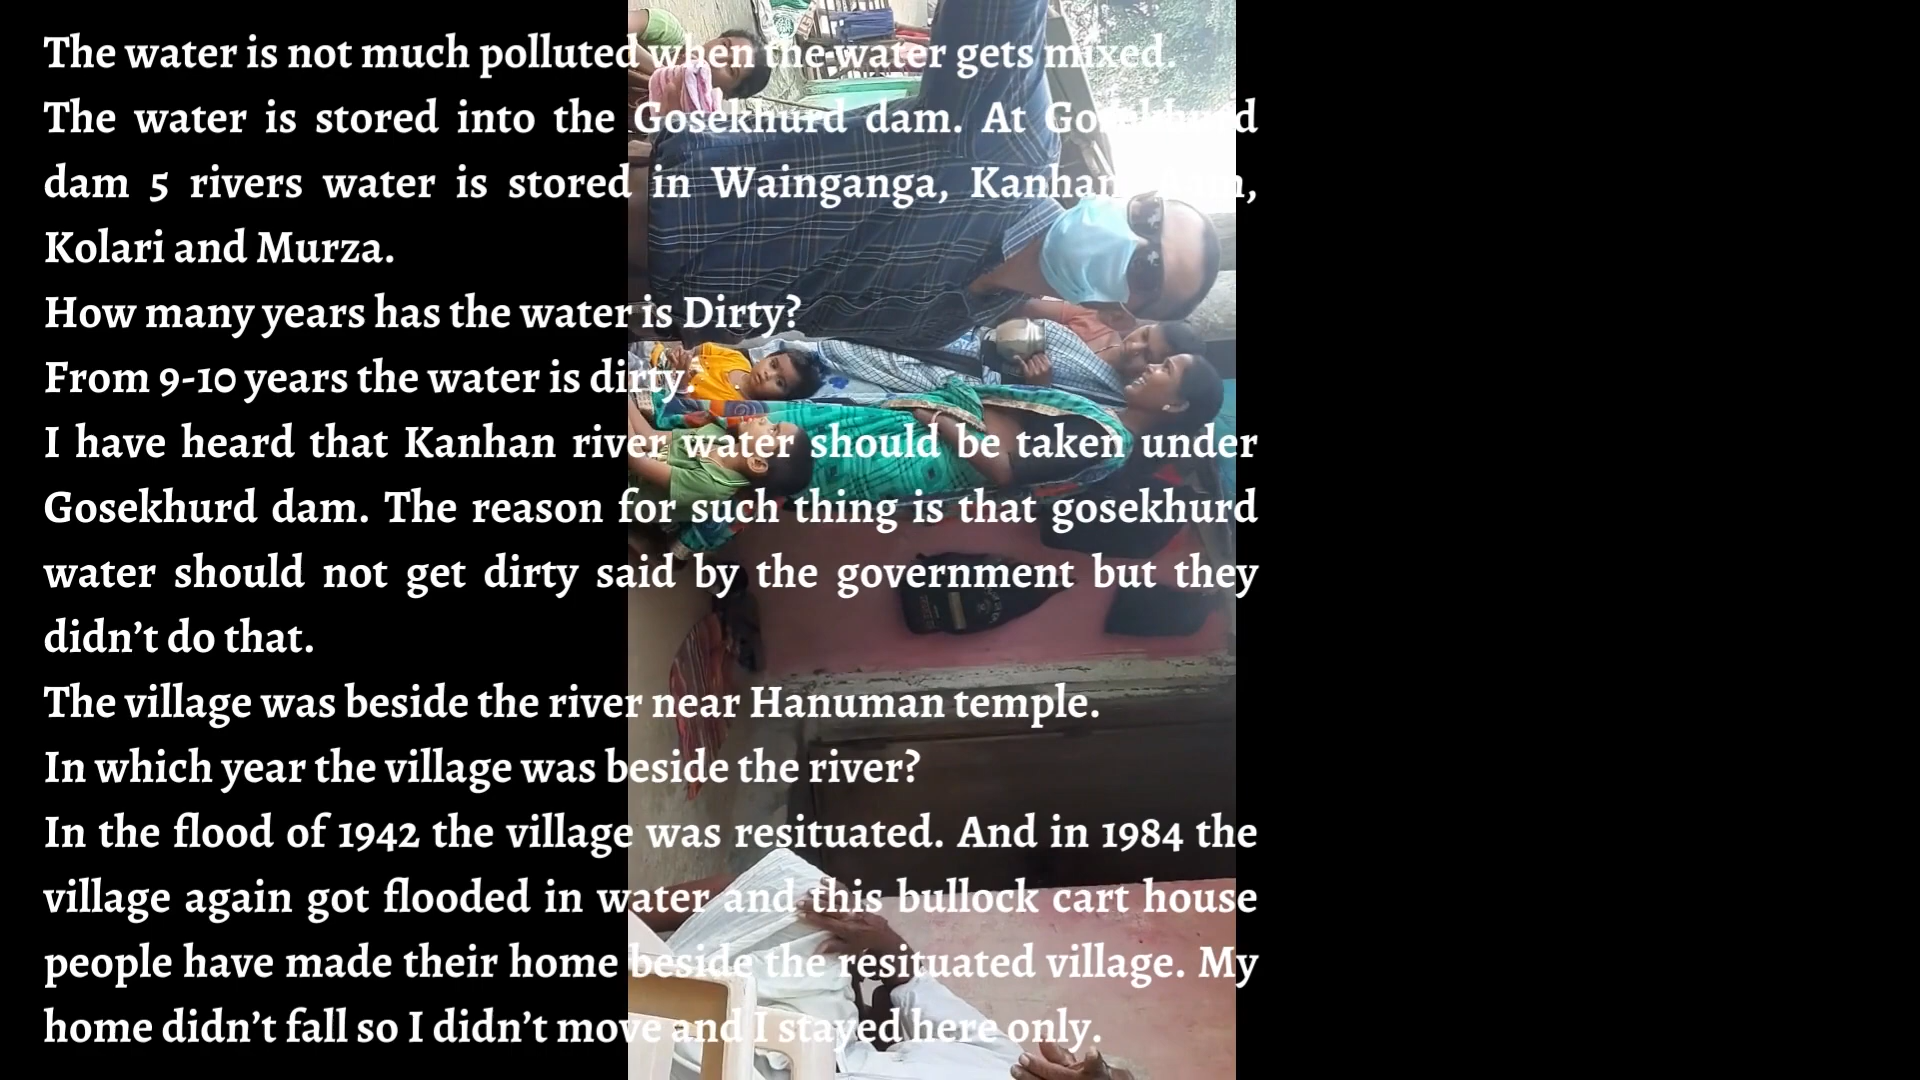 The water is not much polluted when the water gets mixed.
The water is stored into the Gosekhurd dam. At Gosekhurd
dam 5 rivers water is stored in Wainganga, Kanhan,
Kolari and Murza.
How many years has the water is Dirty?
From 9-10 years the water is dirty.
I have heard that Kanhan river water should be taken under
Gosekhurd dam. The reason for such thing is that gosekhurd
water should not get dirty said by the government but they
didn’t do that.
The village was beside the river near Hanuman temple.
In which year the village was beside the river?
In the flood of 1942 the village was resituated. And in 1984 the
village again got flooded in water and this bullock cart house
people have made their home beside the resituated village. My
home didn’t fall so I didn’t move and I stayed here only.